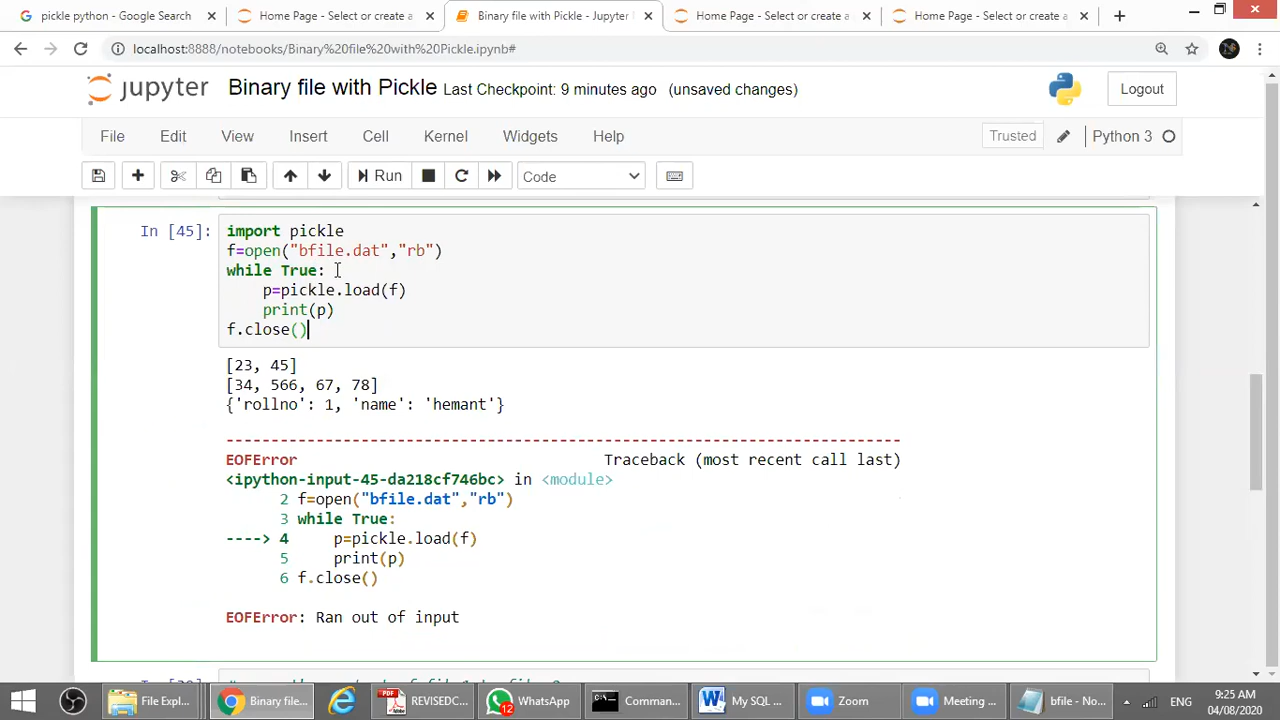 pickle python - Google Search
Home Page - Select or create a
Binary file with Pickle - Jupyter
Home Page - Select or create a
Home Page - Select or create a
localhost:8888/notebooks/Binary%20file%20with%20Pickle.ipynb#
jupyter Binary file with Pickle Last Checkpoint: 9 minutes ago (unsaved changes) Logout
File Edit View Insert Cell Kernel Widgets Help Trusted Python 3
Run Code
In [45]: import pickle
f=open("bfile.dat","rb")
while True:
    p=pickle.load(f)
    print(p)
f.close()
[23, 45]
[34, 566, 67, 78]
{'rollno': 1, 'name': 'hemant'}
---------------------------------------------------------------------------
EOFError Traceback (most recent call last)
<ipython-input-45-da218cf746bc> in <module>
2 f=open("bfile.dat","rb")
3 while True:
----> 4     p=pickle.load(f)
5     print(p)
6 f.close()
EOFError: Ran out of input
File Explo... Binary file... REVISEDC... WhatsApp 12 Comman... My SQL ... Zoom Meeting ... bfile - No... ENG 9:25 AM
04/08/2020